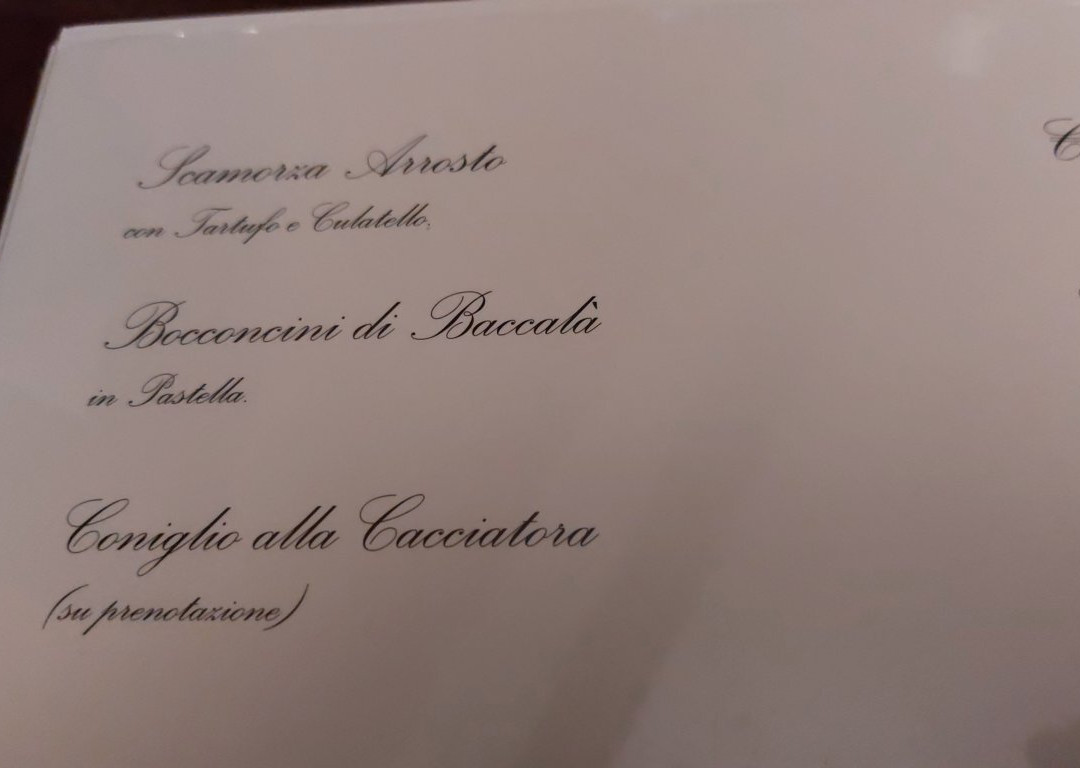 Scamorza Arrosto
con Tartufo e Culatello.
Bocconcini di Baccalà
in Pastella.
Coniglio alla Cacciatora
(su prenotazione)